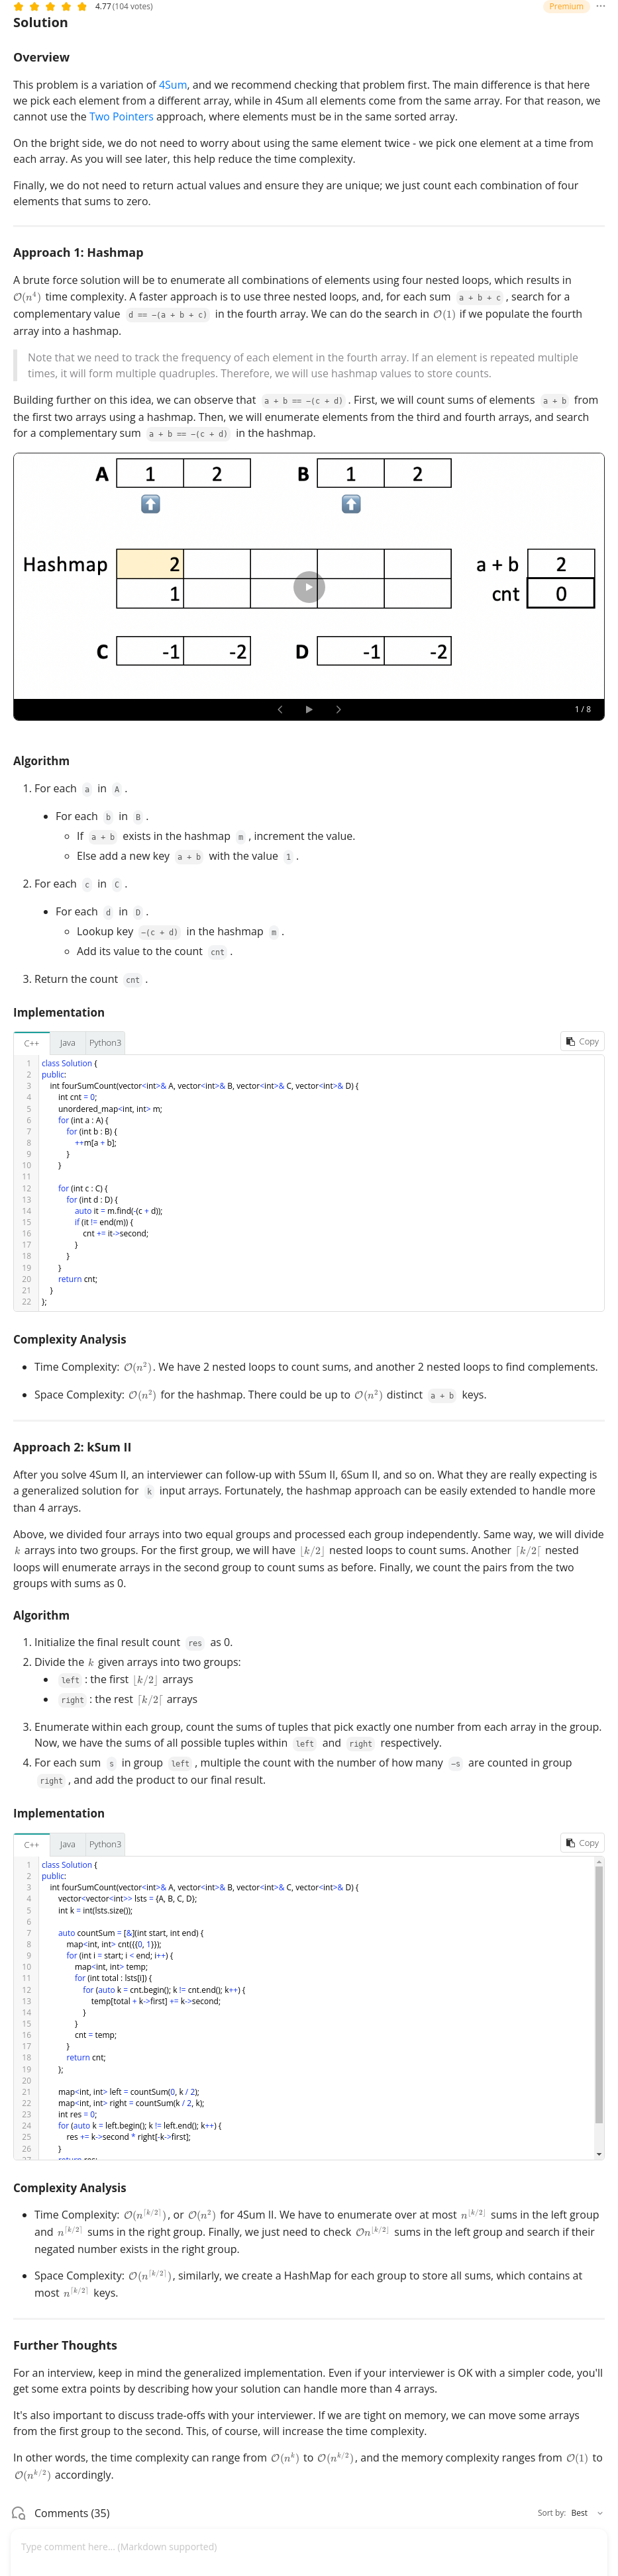 4.77 (104 votes)
Premium
Solution
Overview
This problem is a variation of 4Sum, and we recommend checking that problem first. The main difference is that here
we pick each element from a different array, while in 4Sum all elements come from the same array. For that reason, we
cannot use the Two Pointers approach, where elements must be in the same sorted array.
On the bright side, we do not need to worry about using the same element twice - we pick one element at a time from
each array. As you will see later, this help reduce the time complexity.
Finally, we do not need to return actual values and ensure they are unique; we just count each combination of four
elements that sums to zero.
Approach 1: Hashmap
A brute force solution will be to enumerate all combinations of elements using four nested loops, which results in
O(n⁴) time complexity. A faster approach is to use three nested loops, and, for each sum a + b + c , search for a
complementary value d == -(a + b + c) in the fourth array. We can do the search in O(1) if we populate the fourth
array into a hashmap.
Note that we need to track the frequency of each element in the fourth array. If an element is repeated multiple
times, it will form multiple quadruples. Therefore, we will use hashmap values to store counts.
Building further on this idea, we can observe that a + b == -(c + d) . First, we will count sums of elements a + b from
the first two arrays using a hashmap. Then, we will enumerate elements from the third and fourth arrays, and search
for a complementary sum a + b == -(c + d) in the hashmap.
A 1 2 B 1 2
Hashmap 2 a + b 2
1 cnt 0
C -1 -2 D -1 -2
1 / 8
Algorithm
1. For each a in A .
For each b in B .
If a + b exists in the hashmap m , increment the value.
Else add a new key a + b with the value 1 .
2. For each c in C .
For each d in D .
Lookup key -(c + d) in the hashmap m .
Add its value to the count cnt .
3. Return the count cnt .
Implementation
C++ Java Python3 Copy
1 class Solution {
2 public:
3 int fourSumCount(vector<int>& A, vector<int>& B, vector<int>& C, vector<int>& D) {
4 int cnt = 0;
5 unordered_map<int, int> m;
6 for (int a : A) {
7 for (int b : B) {
8 ++m[a + b];
9 }
10 }
11
12 for (int c : C) {
13 for (int d : D) {
14 auto it = m.find(-(c + d));
15 if (it != end(m)) {
16 cnt += it->second;
17 }
18 }
19 }
20 return cnt;
21 }
22 };
Complexity Analysis
Time Complexity: O(n²). We have 2 nested loops to count sums, and another 2 nested loops to find complements.
Space Complexity: O(n²) for the hashmap. There could be up to O(n²) distinct a + b keys.
Approach 2: kSum II
After you solve 4Sum II, an interviewer can follow-up with 5Sum II, 6Sum II, and so on. What they are really expecting is
a generalized solution for k input arrays. Fortunately, the hashmap approach can be easily extended to handle more
than 4 arrays.
Above, we divided four arrays into two equal groups and processed each group independently. Same way, we will divide
k arrays into two groups. For the first group, we will have ⌊k/2⌋ nested loops to count sums. Another ⌈k/2⌈ nested
loops will enumerate arrays in the second group to count sums as before. Finally, we count the pairs from the two
groups with sums as 0.
Algorithm
1. Initialize the final result count res as 0.
2. Divide the k given arrays into two groups:
left : the first ⌊k/2⌋ arrays
right : the rest ⌈k/2⌈ arrays
3. Enumerate within each group, count the sums of tuples that pick exactly one number from each array in the group.
Now, we have the sums of all possible tuples within left and right respectively.
4. For each sum s in group left , multiple the count with the number of how many -s are counted in group
right , and add the product to our final result.
Implementation
C++ Java Python3 Copy
1 class Solution {
2 public:
3 int fourSumCount(vector<int>& A, vector<int>& B, vector<int>& C, vector<int>& D) {
4 vector<vector<int>> lsts = {A, B, C, D};
5 int k = int(lsts.size());
6
7 auto countSum = [&](int start, int end) {
8 map<int, int> cnt({{0, 1}});
9 for (int i = start; i < end; i++) {
10 map<int, int> temp;
11 for (int total : lsts[i]) {
12 for (auto k = cnt.begin(); k != cnt.end(); k++) {
13 temp[total + k->first] += k->second;
14 }
15 }
16 cnt = temp;
17 }
18 return cnt;
19 };
20
21 map<int, int> left = countSum(0, k / 2);
22 map<int, int> right = countSum(k / 2, k);
23 int res = 0;
24 for (auto k = left.begin(); k != left.end(); k++) {
25 res += k->second * right[-k->first];
26 }
27 return res;
Complexity Analysis
Time Complexity: O(n^⌈k/2⌉), or O(n²) for 4Sum II. We have to enumerate over at most n^⌊k/2⌋ sums in the left group
and n^⌈k/2⌉ sums in the right group. Finally, we just need to check On^⌊k/2⌋ sums in the left group and search if their
negated number exists in the right group.
Space Complexity: O(n^⌈k/2⌉), similarly, we create a HashMap for each group to store all sums, which contains at
most n^⌈k/2⌉ keys.
Further Thoughts
For an interview, keep in mind the generalized implementation. Even if your interviewer is OK with a simpler code, you'll
get some extra points by describing how your solution can handle more than 4 arrays.
It's also important to discuss trade-offs with your interviewer. If we are tight on memory, we can move some arrays
from the first group to the second. This, of course, will increase the time complexity.
In other words, the time complexity can range from O(n^k) to O(n^k/2), and the memory complexity ranges from O(1) to
O(n^k/2) accordingly.
Comments (35)
Sort by: Best
Type comment here... (Markdown supported)